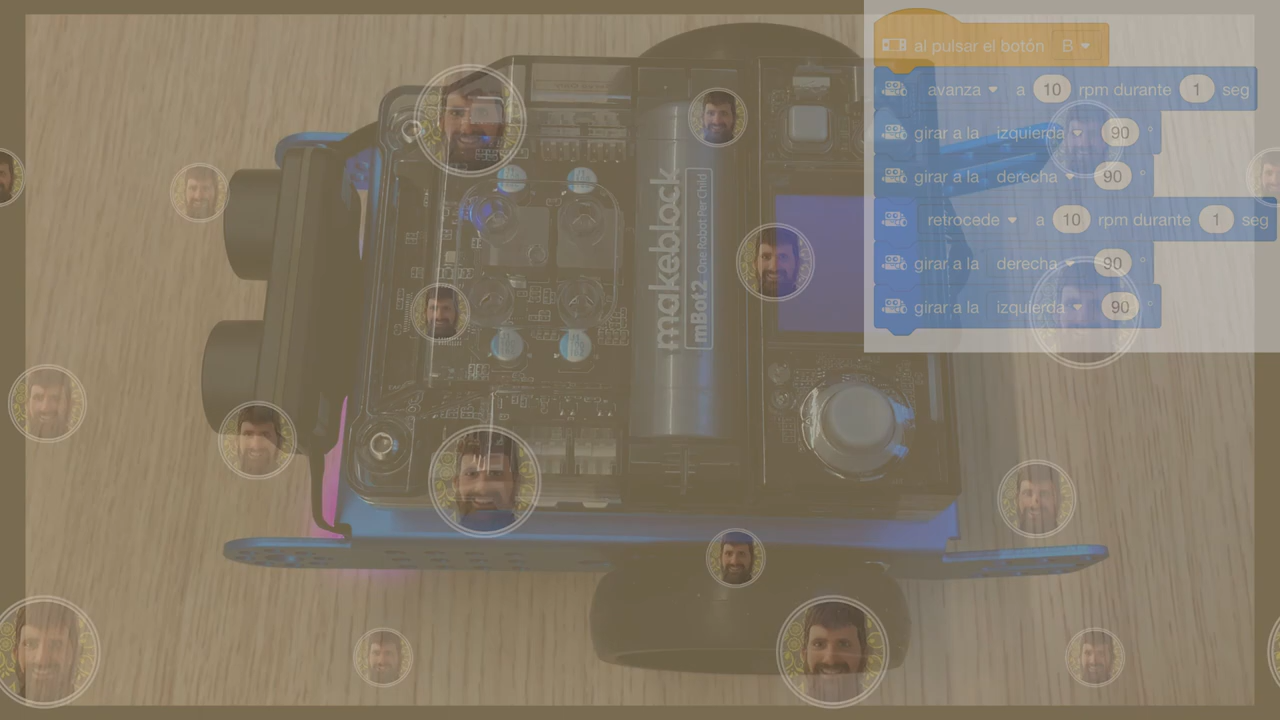 al pulsar el botón B
avanza a 10 rpm durante 1 seg
girar a la izquierda 90 °
girar a la derecha 90 °
retrocede a 10 rpm durante 1 seg
girar a la derecha 90 °
girar a la izquierda 90 °
makeblock
mBot2 One Robot Per Child